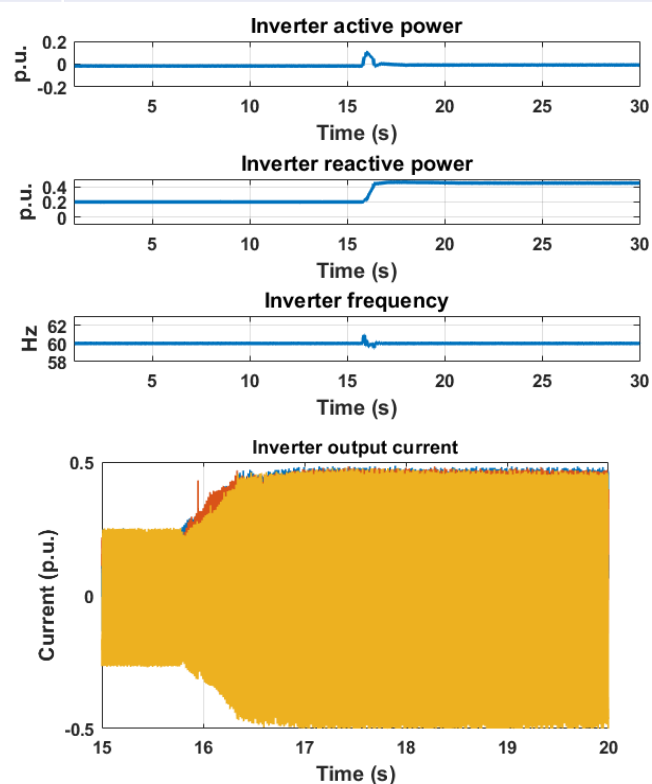 Inverter active power
p.u.
0.2
0
-0.2
5 10 15 20 25 30
Time (s)
Inverter reactive power
p.u.
0.4
0.2
0
5 10 15 20 25 30
Time (s)
Inverter frequency
Hz
62
60
58
5 10 15 20 25 30
Time (s)
Inverter output current
Current (p.u.)
0.5
0
-0.5
15 16 17 18 19 20
Time (s)